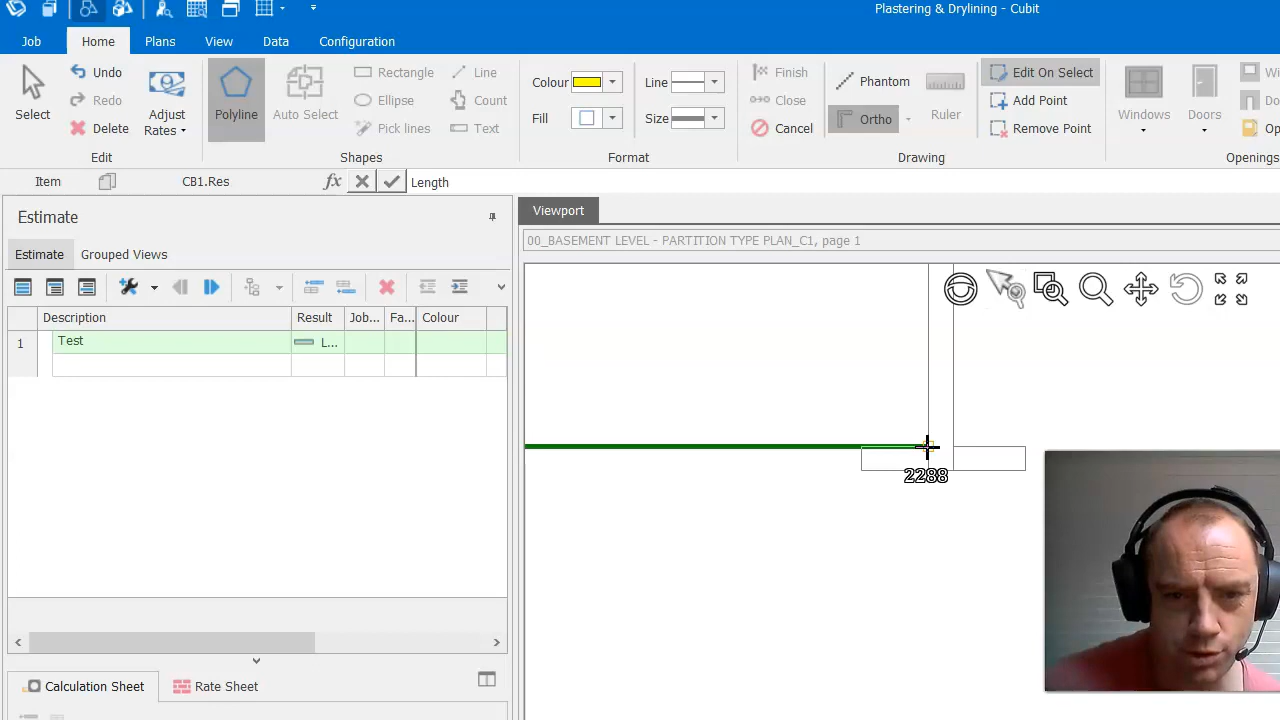 Plastering & Drylining - Cubit
Job
Home
Plans
View
Data
Configuration
Select
Undo
Redo
Delete
Adjust
Rates
Edit
Polyline
Auto Select
Rectangle
Ellipse
Pick lines
Line
Count
Text
Shapes
Colour
Fill
Line
Size
Format
Finish
Close
Cancel
Phantom
Ortho
Ruler
Edit On Select
Add Point
Remove Point
Drawing
Windows
Doors
Wi
Do
Op
Openings
Item
CB1.Res
fx
Length
Estimate
Viewport
00_BASEMENT LEVEL - PARTITION TYPE PLAN_C1, page 1
Estimate
Grouped Views
Description
Result
Job...
Fa...
Colour
1
Test
L...
2288
Calculation Sheet
Rate Sheet